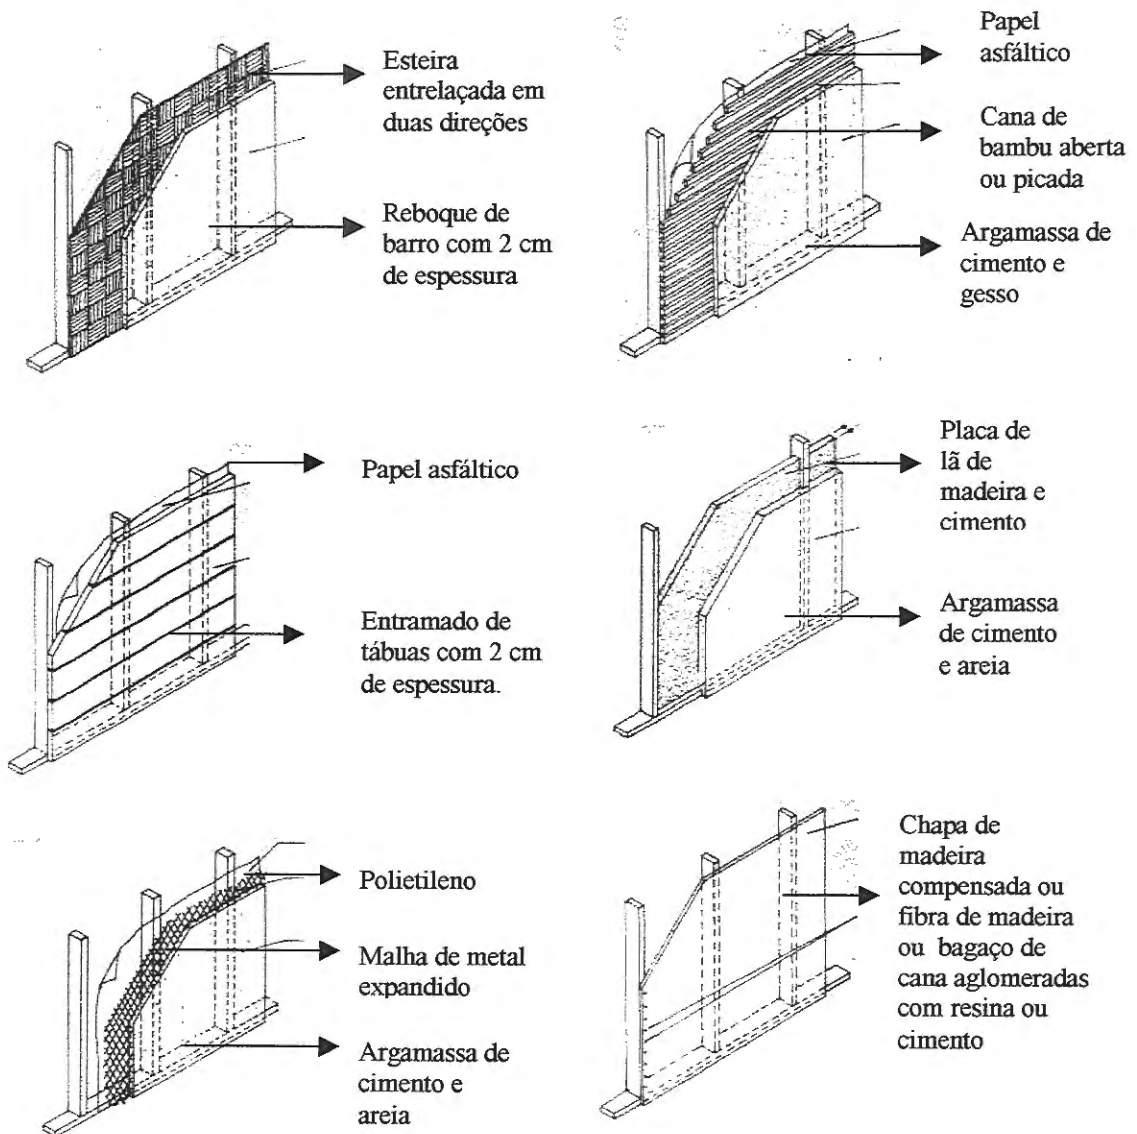 Esteira
entrelaçada em
duas direções
Reboque de
barro com 2 cm
de espessura
Papel
asfáltico
Cana de
bambu aberta
ou picada
Argamassa de
cimento e
gesso
Papel asfáltico
Entramado de
tábuas com 2 cm
de espessura.
Placa de
lã de
madeira e
cimento
Argamassa
de cimento
e areia
Polietileno
Malha de metal
expandido
Argamassa de
cimento e
areia
Chapa de
madeira
compensada ou
fibra de madeira
ou bagaço de
cana aglomeradas
com resina ou
cimento